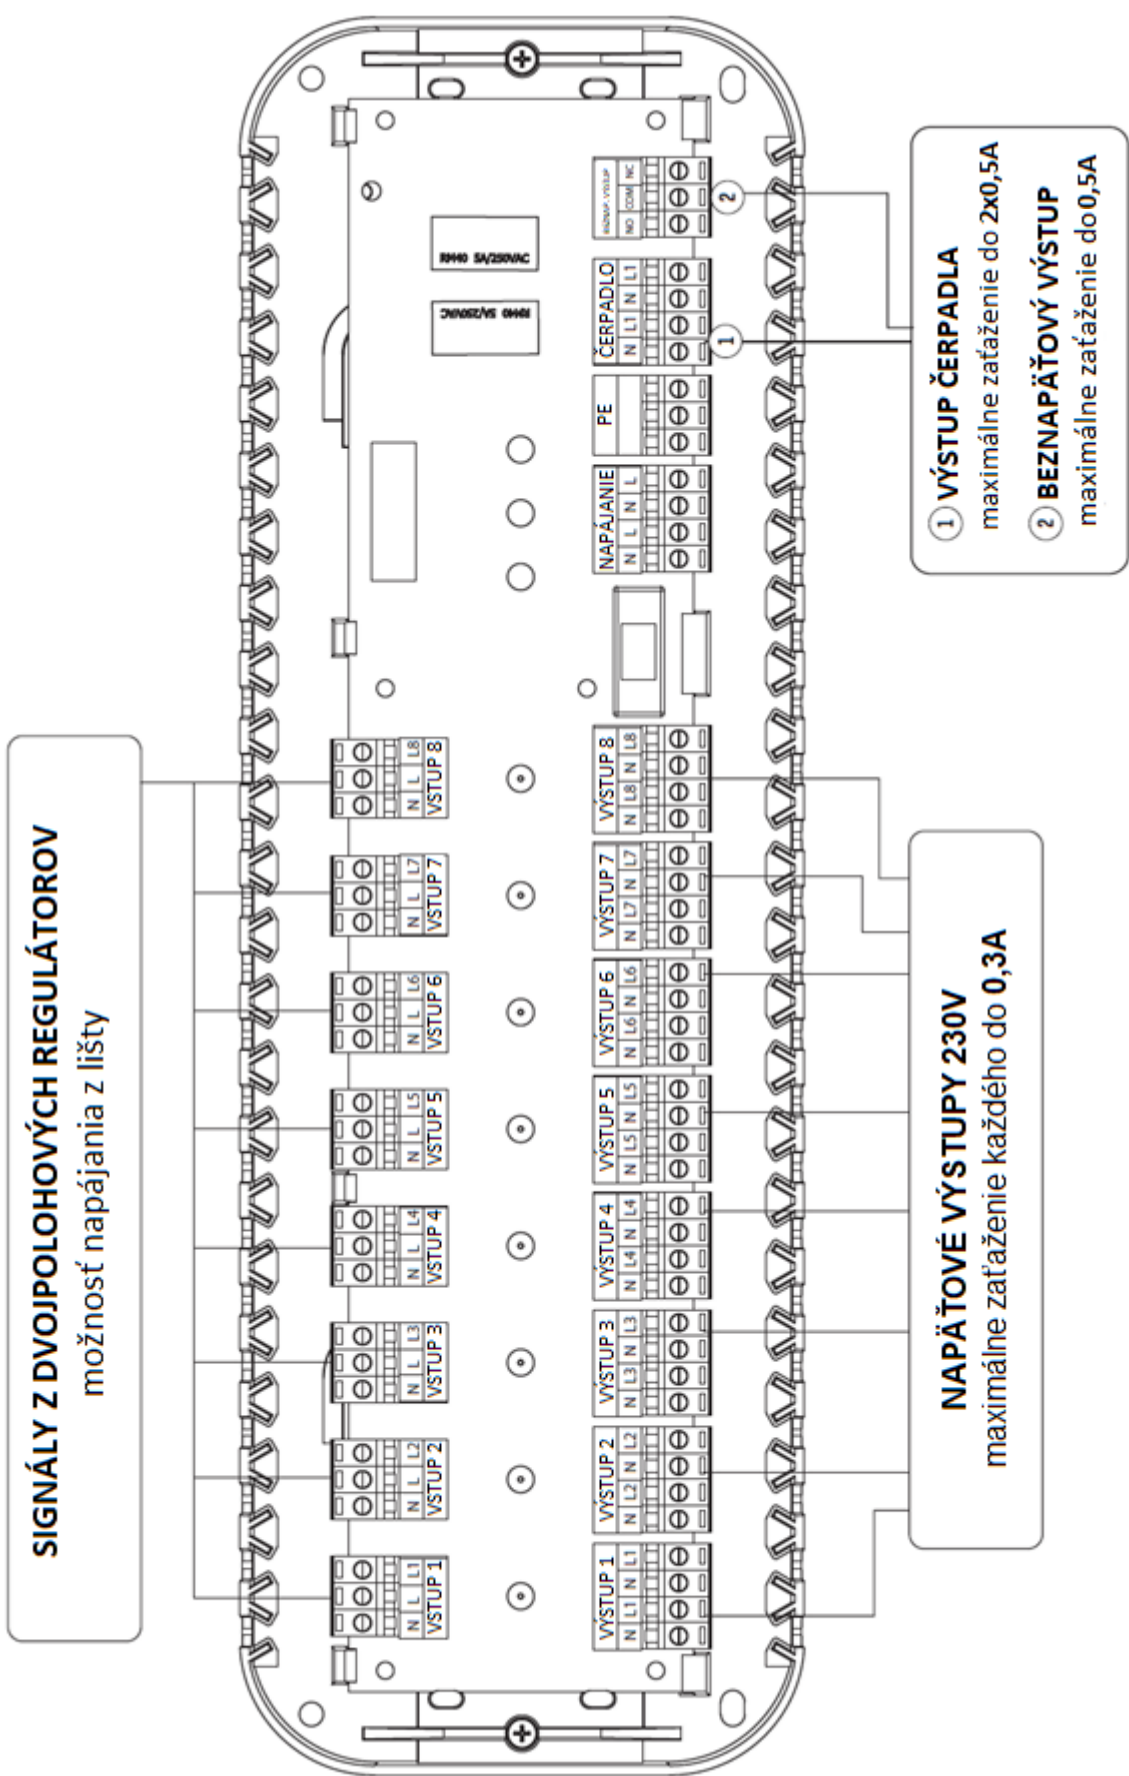 SIGNÁLY Z DVOJPOLOHOVÝCH REGULÁTOROV
možnosť napájania z lišty
N L L1
VSTUP 1
N L L2
VSTUP 2
N L L3
VSTUP 3
N L L4
VSTUP 4
N L L5
VSTUP 5
N L L6
VSTUP 6
N L L7
VSTUP 7
N L L8
VSTUP 8
RM40 5A/250VAC
RM40 5A/250VAC
VÝSTUP 1
N L1 N L1
VÝSTUP 2
N L2 N L2
VÝSTUP 3
N L3 N L3
VÝSTUP 4
N L4 N L4
VÝSTUP 5
N L5 N L5
VÝSTUP 6
N L6 N L6
VÝSTUP 7
N L7 N L7
VÝSTUP 8
N L8 N L8
NAPÁJANIE
N L N L
PE
ČERPADLO
N L1 N L1
NO COM NC
1
2
NAPÄŤOVÉ VÝSTUPY 230V
maximálne zaťaženie každého do 0,3A
1 VÝSTUP ČERPADLA
maximálne zaťaženie do 2x0,5A
2 BEZNAPÄŤOVÝ VÝSTUP
maximálne zaťaženie do 0,5A